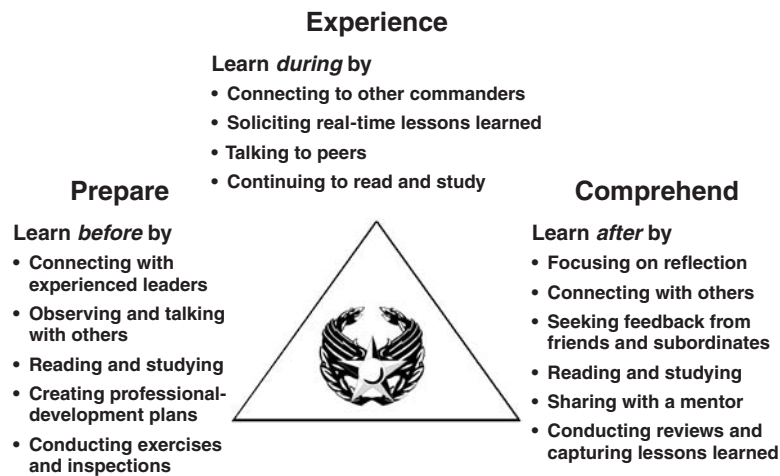 Experience
Learn during by
• Connecting to other commanders
• Soliciting real-time lessons learned
• Talking to peers
• Continuing to read and study
Prepare
Learn before by
• Connecting with
experienced leaders
• Observing and talking
with others
• Reading and studying
• Creating professional-
development plans
• Conducting exercises
and inspections
Comprehend
Learn after by
• Focusing on reflection
• Connecting with others
• Seeking feedback from
friends and subordinates
• Reading and studying
• Sharing with a mentor
• Conducting reviews and
capturing lessons learned